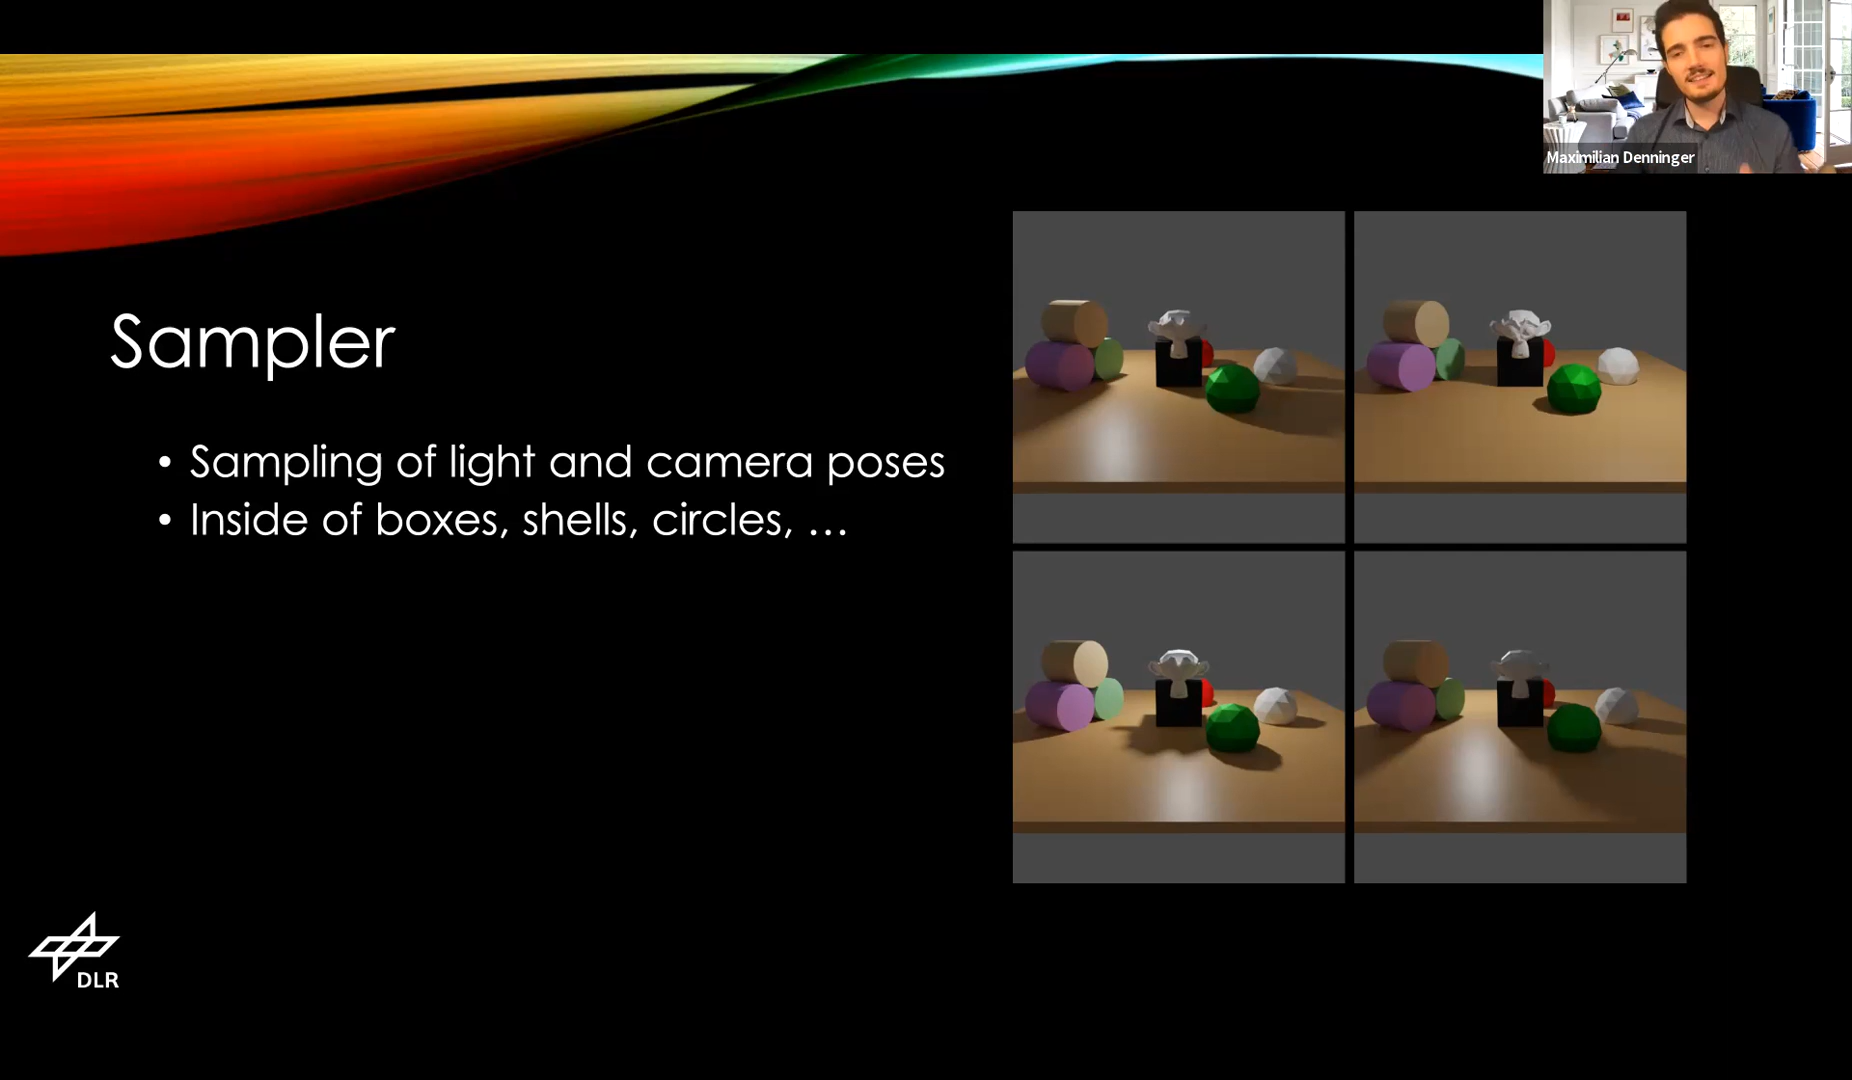 Maximilian Denninger
Sampler
• Sampling of light and camera poses
• Inside of boxes, shells, circles, …
DLR